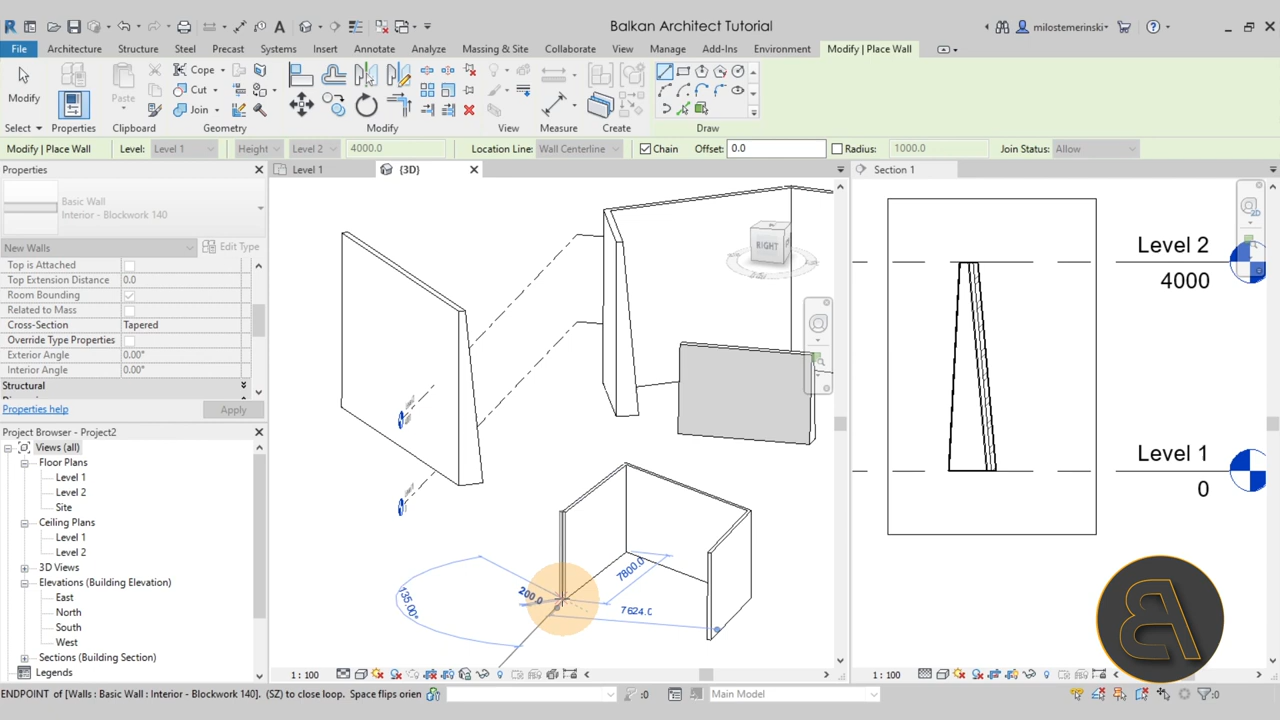 Balkan Architect Tutorial
milostemerinski
File Architecture Structure Steel Precast Systems Insert Annotate Analyze Massing & Site Collaborate View Manage Add-Ins Environment Modify | Place Wall
Modify
Paste
Cope
Cut
Join
Select Properties Clipboard Geometry Modify View Measure Create Draw
Modify | Place Wall Level: Level 1 Height Level 2 4000.0 Location Line: Wall Centerline Chain Offset: 0.0 Radius: 1000.0 Join Status: Allow
Properties
Level 1
{3D}
Section 1
Basic Wall
Interior - Blockwork 140
New Walls
Edit Type
Top is Attached
Top Extension Distance 0.0
Room Bounding
Related to Mass
Cross-Section Tapered
Override Type Properties
Exterior Angle 0.00°
Interior Angle 0.00°
Structural
Properties help
Apply
Project Browser - Project2
Views (all)
Floor Plans
Level 1
Level 2
Site
Ceiling Plans
Level 1
Level 2
3D Views
Elevations (Building Elevation)
East
North
South
West
Sections (Building Section)
Legends
RIGHT
135.00°
200.0
7800.0
7624.0
2D
Level 2
4000
Level 1
0
1 : 100
1 : 100
ENDPOINT of [Walls : Basic Wall : Interior - Blockwork 140]. (SZ) to close loop. Space flips orien
:0
Main Model
:0